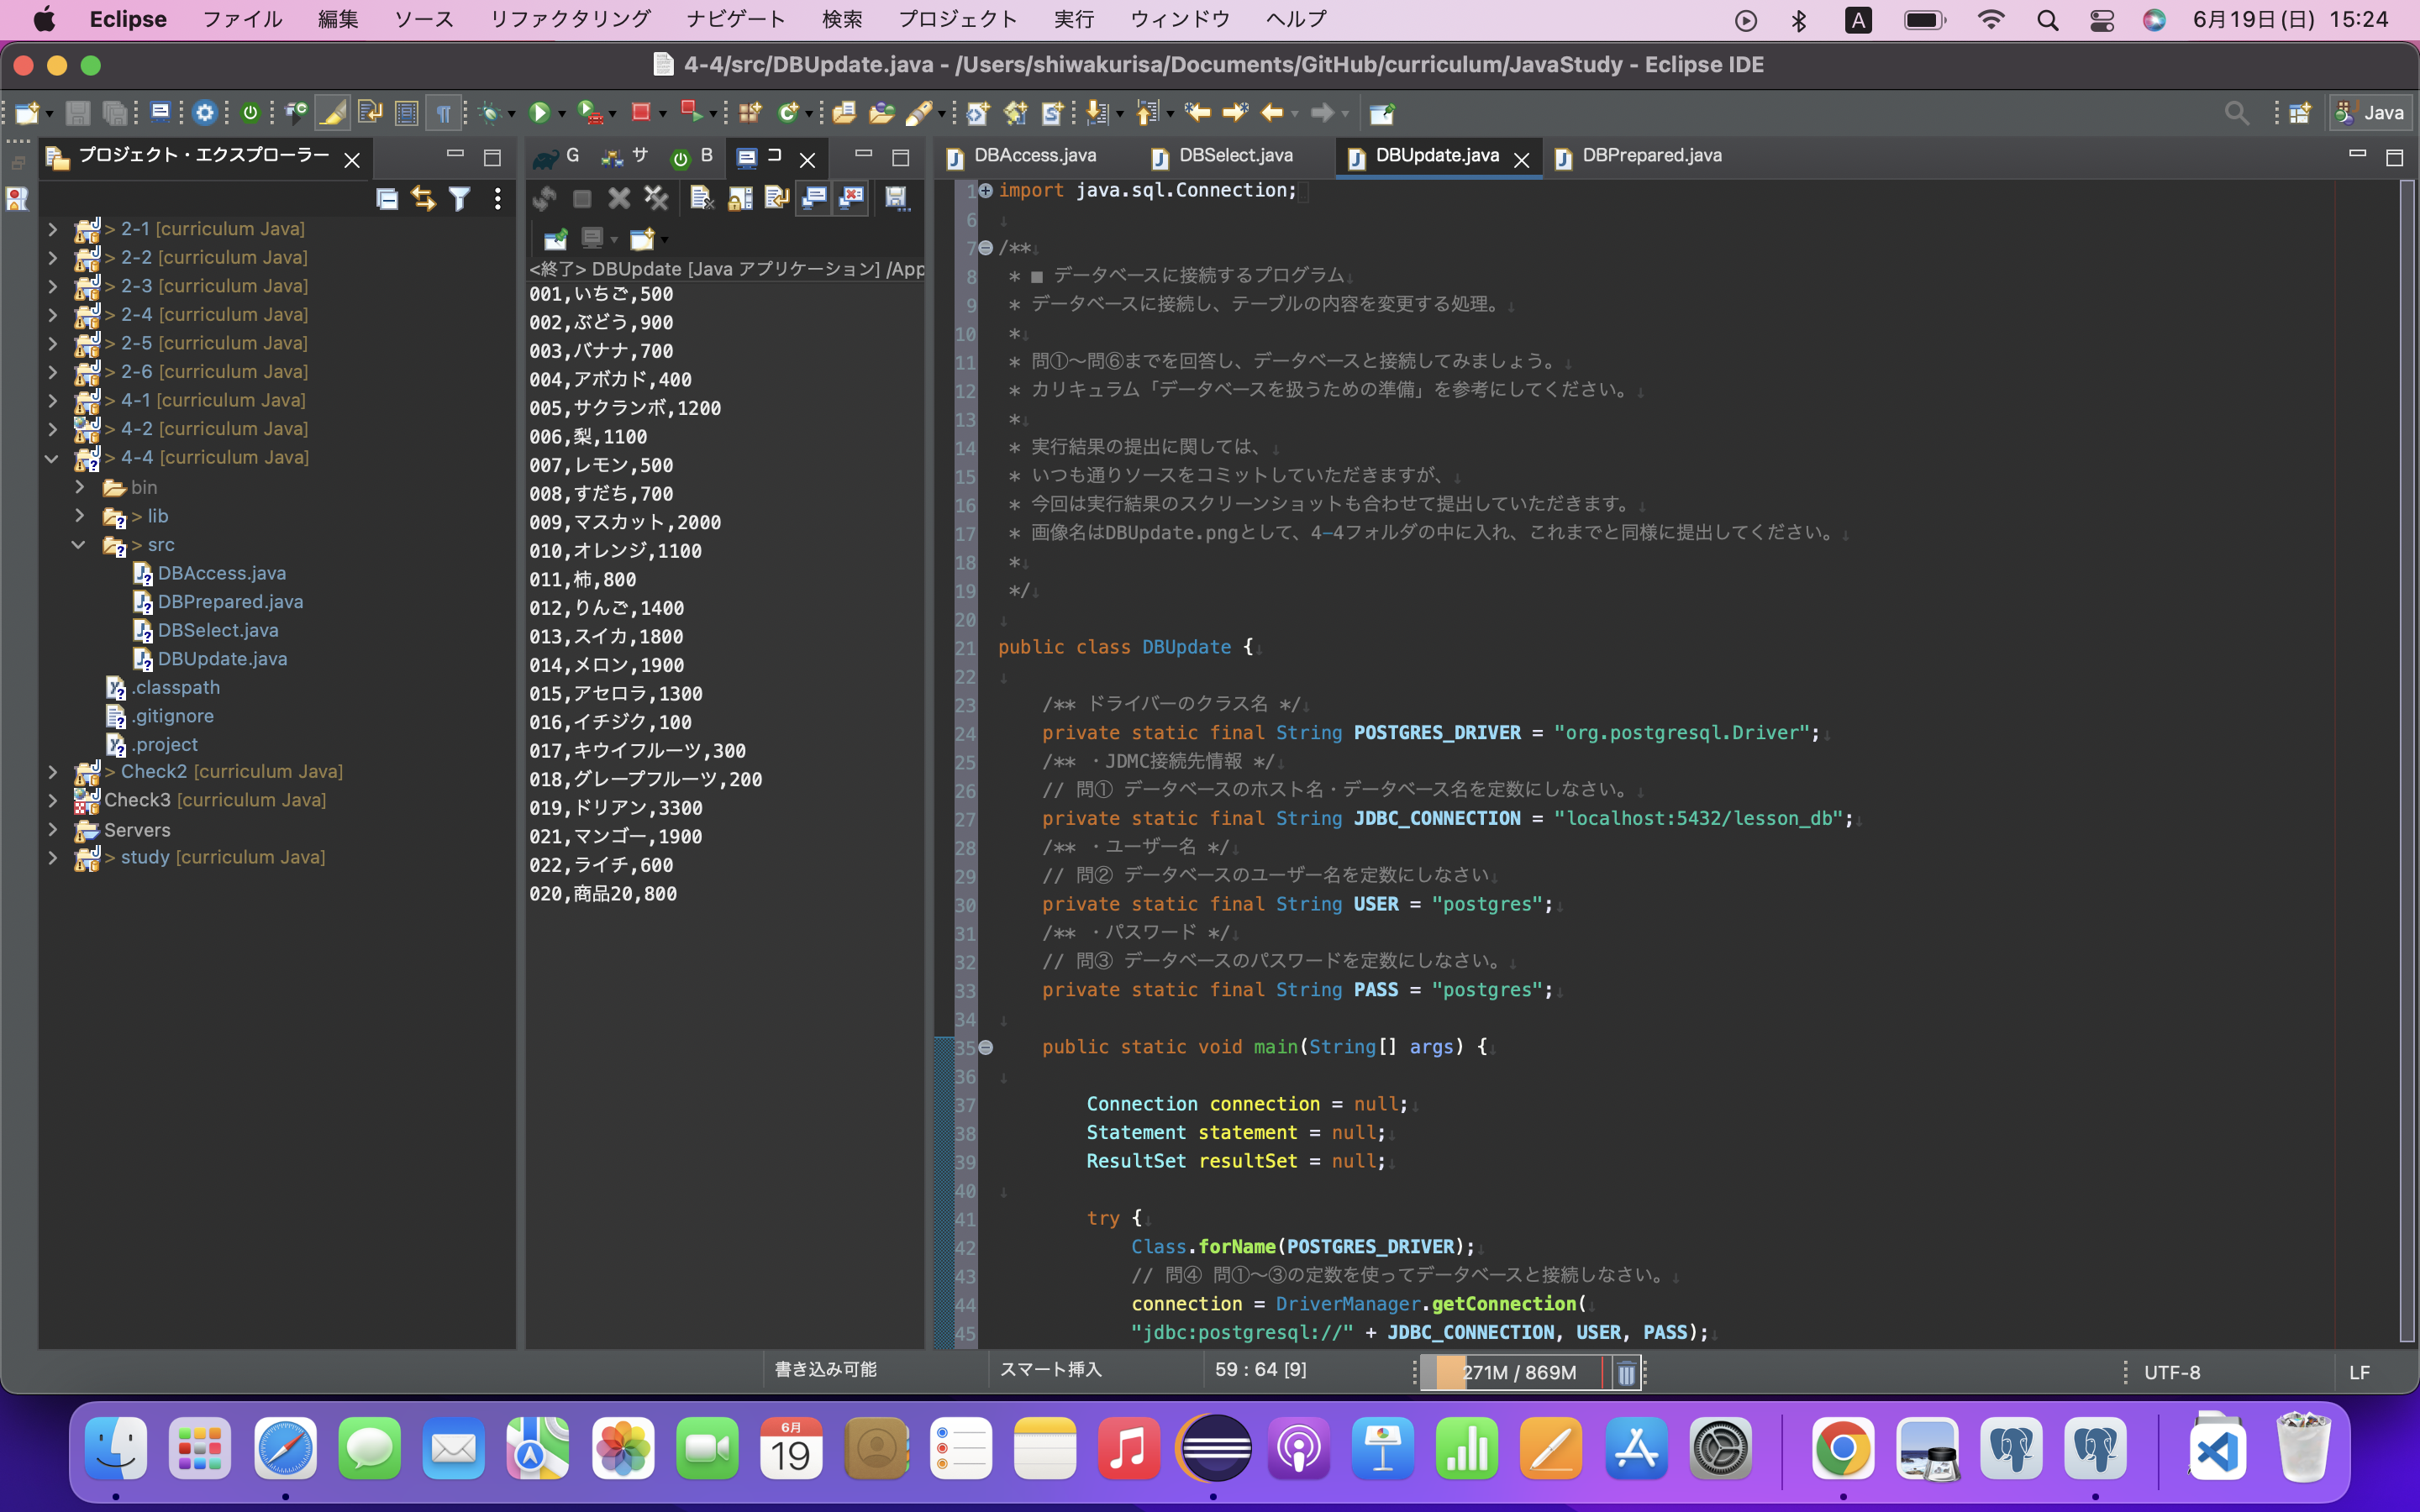 Eclipse ファイル 編集 ソース リファクタリング ナビゲート 検索 プロジェクト 実行 ウィンドウ ヘルプ A 6月19日(日) 15:24
4-4/src/DBUpdate.java - /Users/shiwakurisa/Documents/GitHub/curriculum/JavaStudy - Eclipse IDE
Java
プロジェクト・エクスプローラー
> 2-1 [curriculum Java]
> 2-2 [curriculum Java]
> 2-3 [curriculum Java]
> 2-4 [curriculum Java]
> 2-5 [curriculum Java]
> 2-6 [curriculum Java]
> 4-1 [curriculum Java]
> 4-2 [curriculum Java]
> 4-4 [curriculum Java]
bin
> lib
> src
DBAccess.java
DBPrepared.java
DBSelect.java
DBUpdate.java
.classpath
.gitignore
.project
> Check2 [curriculum Java]
Check3 [curriculum Java]
Servers
> study [curriculum Java]
G サ B コ
<終了> DBUpdate [Java アプリケーション] /App
001,いちご,500
002,ぶどう,900
003,バナナ,700
004,アボカド,400
005,サクランボ,1200
006,梨,1100
007,レモン,500
008,すだち,700
009,マスカット,2000
010,オレンジ,1100
011,柿,800
012,りんご,1400
013,スイカ,1800
014,メロン,1900
015,アセロラ,1300
016,イチジク,100
017,キウイフルーツ,300
018,グレープフルーツ,200
019,ドリアン,3300
021,マンゴー,1900
022,ライチ,600
020,商品20,800
DBAccess.java DBSelect.java DBUpdate.java DBPrepared.java
1 import java.sql.Connection;
6
7 /**
8 * ■ データベースに接続するプログラム
9 * データベースに接続し、テーブルの内容を変更する処理。
10 *
11 * 問①〜問⑥までを回答し、データベースと接続してみましょう。
12 * カリキュラム「データベースを扱うための準備」を参考にしてください。
13 *
14 * 実行結果の提出に関しては、
15 * いつも通りソースをコミットしていただきますが、
16 * 今回は実行結果のスクリーンショットも合わせて提出していただきます。
17 * 画像名はDBUpdate.pngとして、4-4フォルダの中に入れ、これまでと同様に提出してください。
18 *
19 */
20
21 public class DBUpdate {
22
23 /** ドライバーのクラス名 */
24 private static final String POSTGRES_DRIVER = "org.postgresql.Driver";
25 /** ・JDMC接続先情報 */
26 // 問① データベースのホスト名・データベース名を定数にしなさい。
27 private static final String JDBC_CONNECTION = "localhost:5432/lesson_db";
28 /** ・ユーザー名 */
29 // 問② データベースのユーザー名を定数にしなさい
30 private static final String USER = "postgres";
31 /** ・パスワード */
32 // 問③ データベースのパスワードを定数にしなさい。
33 private static final String PASS = "postgres";
34
35 public static void main(String[] args) {
36
37 Connection connection = null;
38 Statement statement = null;
39 ResultSet resultSet = null;
40
41 try {
42 Class.forName(POSTGRES_DRIVER);
43 // 問④ 問①〜③の定数を使ってデータベースと接続しなさい。
44 connection = DriverManager.getConnection(
45 "jdbc:postgresql://" + JDBC_CONNECTION, USER, PASS);
書き込み可能 スマート挿入 59 : 64 [9] 271M / 869M UTF-8 LF
6月
19